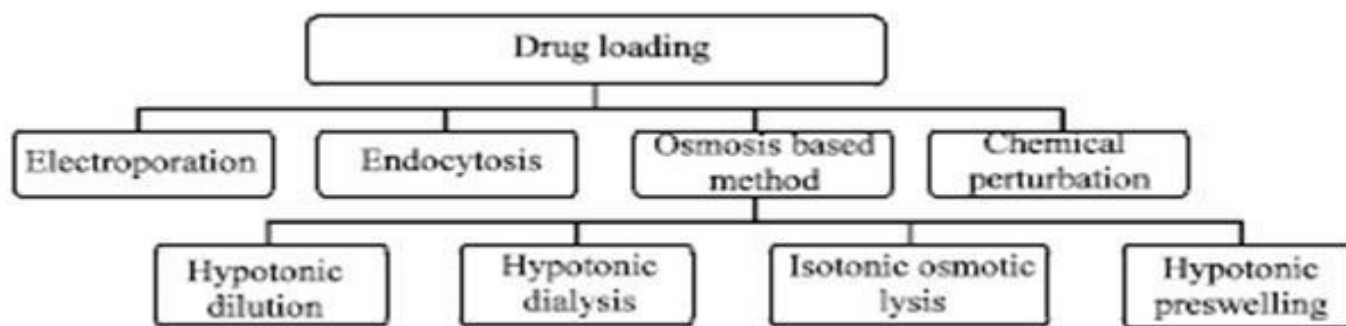 Drug loading
Electroporation
Endocytosis
Osmosis based
method
Chemical
perturbation
Hypotonic
dilution
Hypotonic
dialysis
Isotonic osmotic
lysis
Hypotonic
preswelling